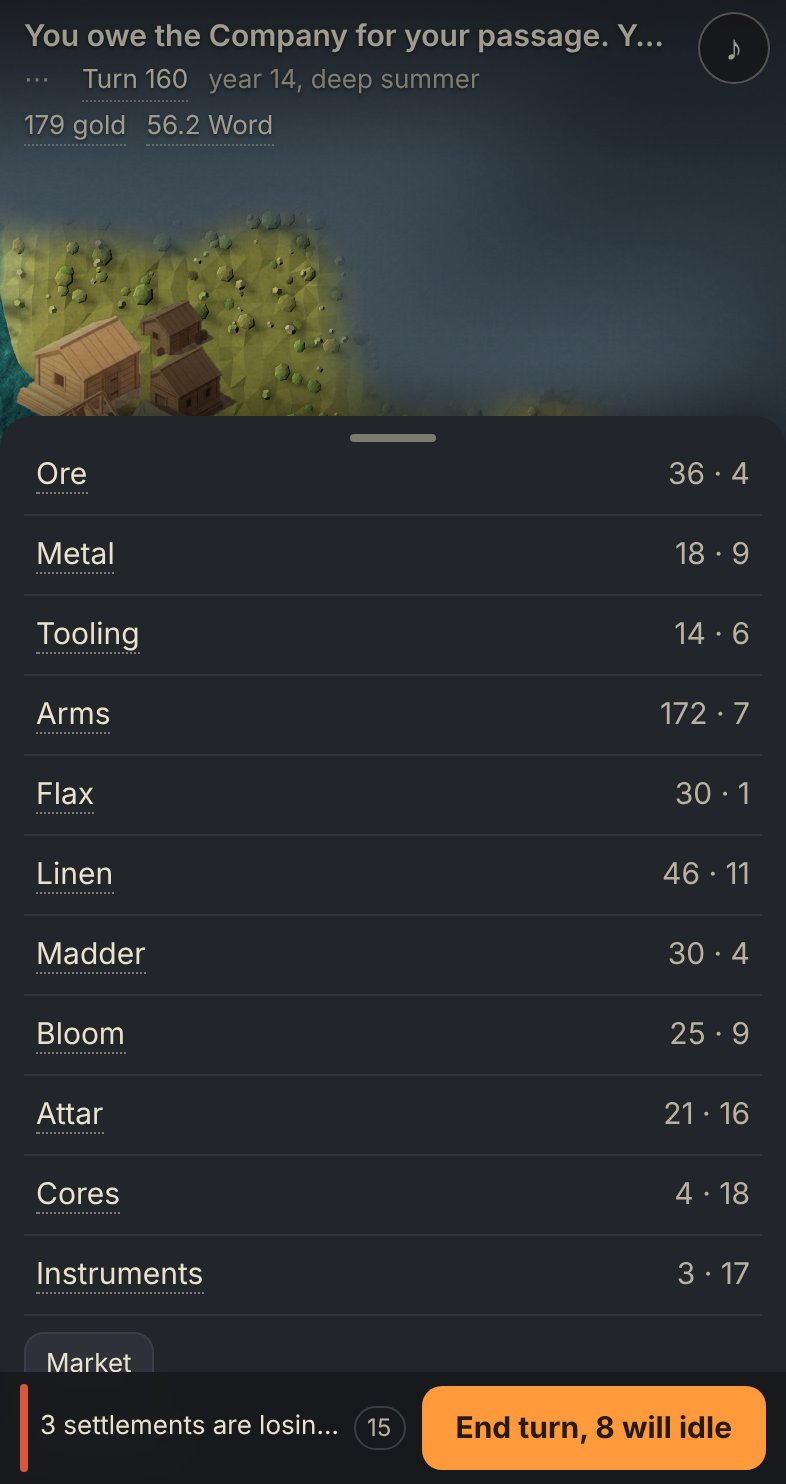 You owe the Company for your passage. Y...
... Turn 160 year 14, deep summer
179 gold 56.2 Word
Ore 36 · 4
Metal 18 · 9
Tooling 14 · 6
Arms 172 · 7
Flax 30 · 1
Linen 46 · 11
Madder 30 · 4
Bloom 25 · 9
Attar 21 · 16
Cores 4 · 18
Instruments 3 · 17
Market
3 settlements are losin... 15 End turn, 8 will idle